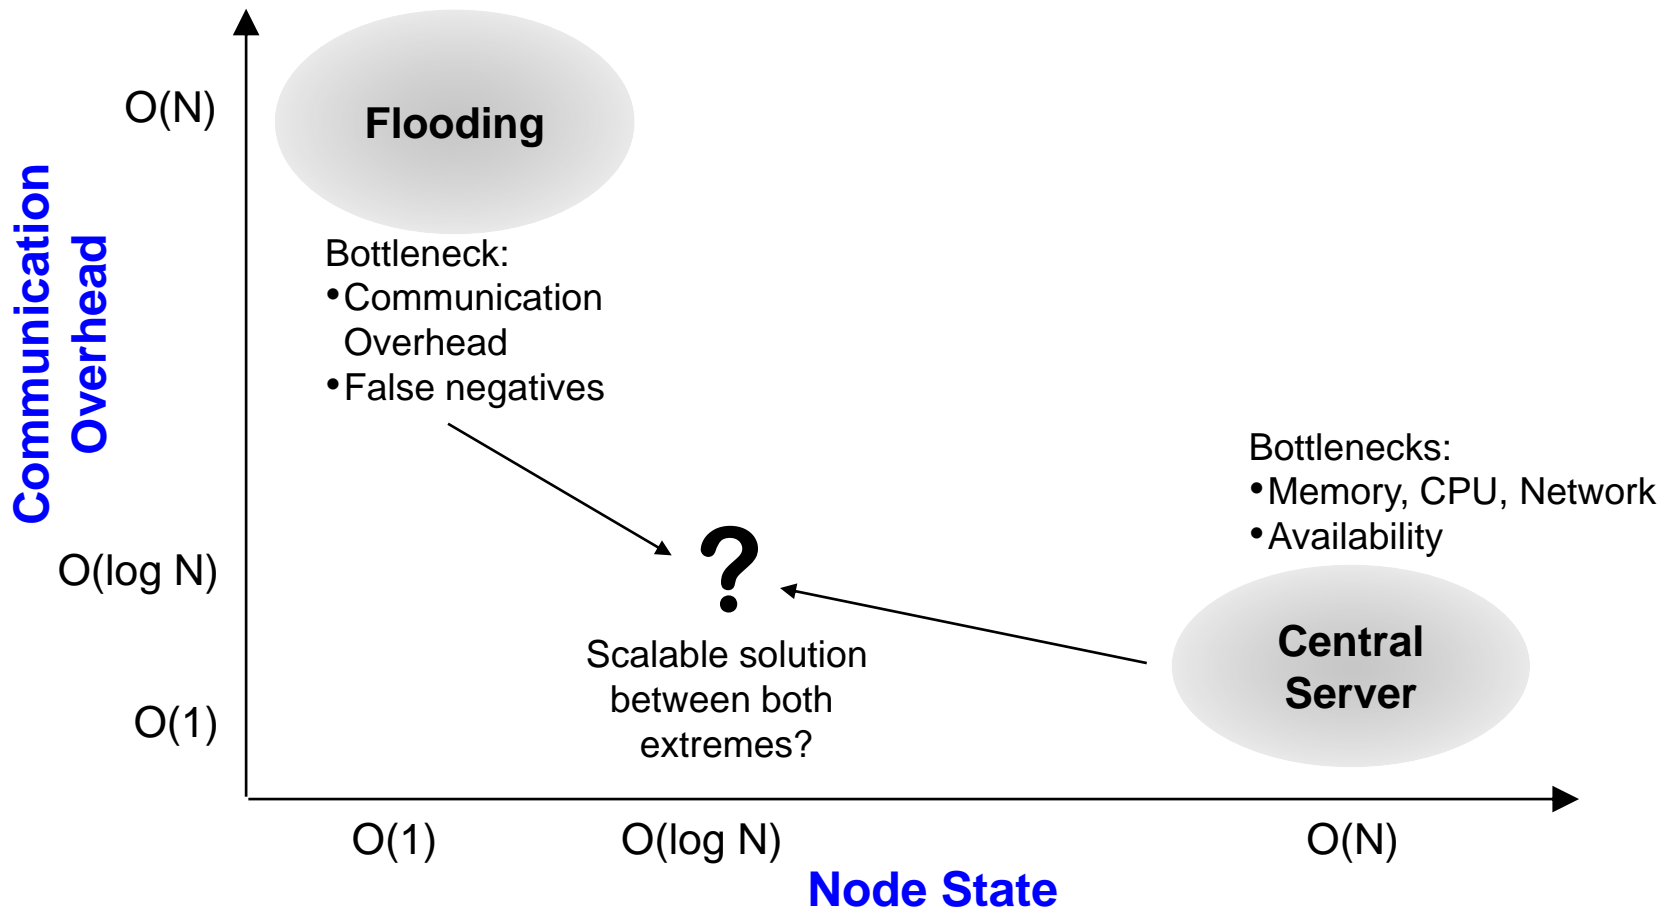 O(N)
Flooding
Communication
Overhead
Bottleneck:
•Communication
Overhead
•False negatives
Bottlenecks:
•Memory, CPU, Network
•Availability
O(log N)
?
Scalable solution
between both
extremes?
Central
Server
O(1)
O(1)
O(log N)
O(N)
Node State